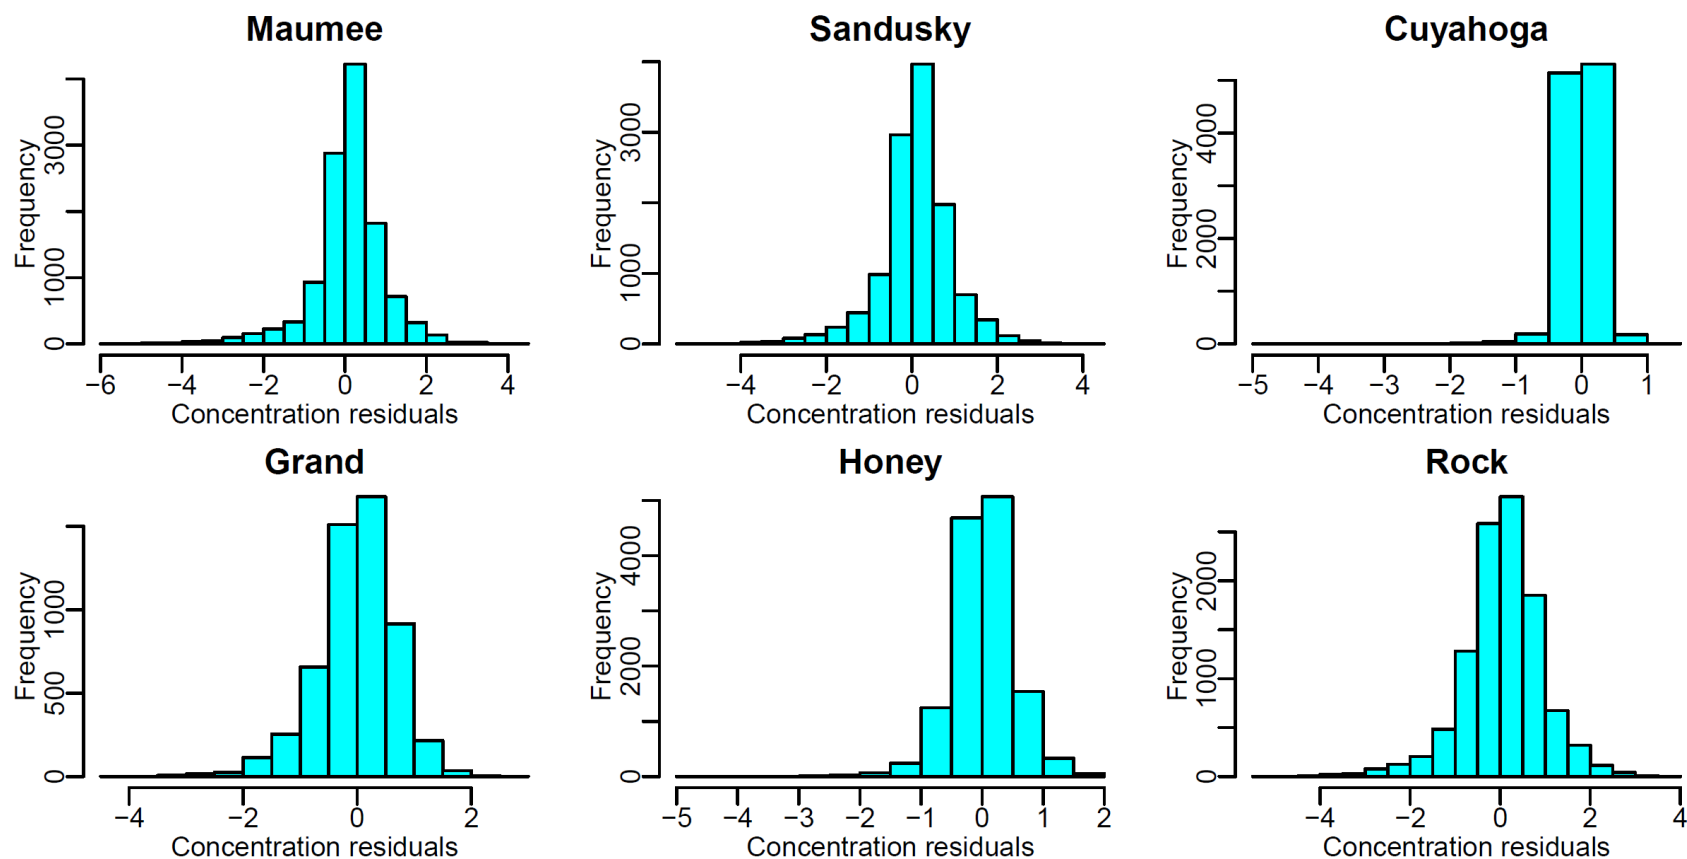 Maumee
Frequency
0 1000 3000
−6 −4 −2 0 2 4
Concentration residuals
Sandusky
Frequency
0 1000 3000
−4 −2 0 2 4
Concentration residuals
Cuyahoga
Frequency
0 2000 4000
−5 −4 −3 −2 −1 0 1
Concentration residuals
Grand
Frequency
0 500 1000
−4 −2 0 2
Concentration residuals
Honey
Frequency
0 2000 4000
−5 −4 −3 −2 −1 0 1 2
Concentration residuals
Rock
Frequency
0 1000 2000
−4 −2 0 2 4
Concentration residuals